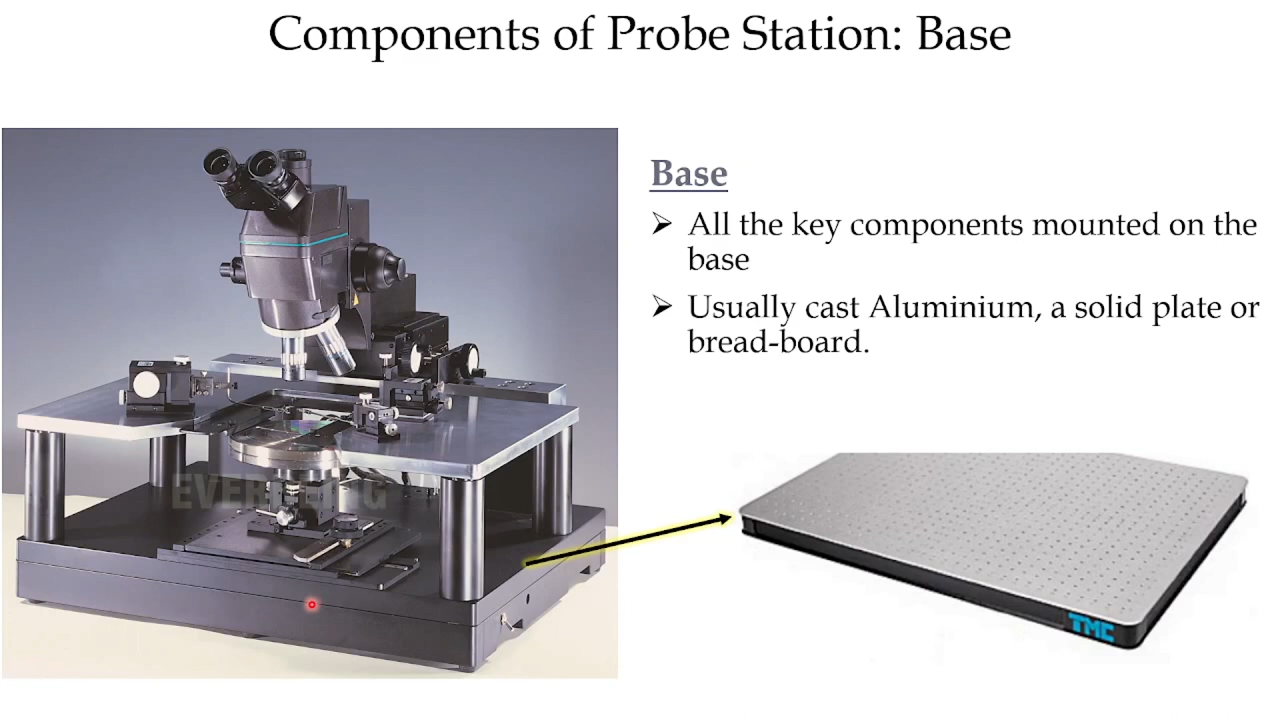 Components of Probe Station: Base
Base
➢ All the key components mounted on the
base
➢ Usually cast Aluminium, a solid plate or
bread-board.
TMC